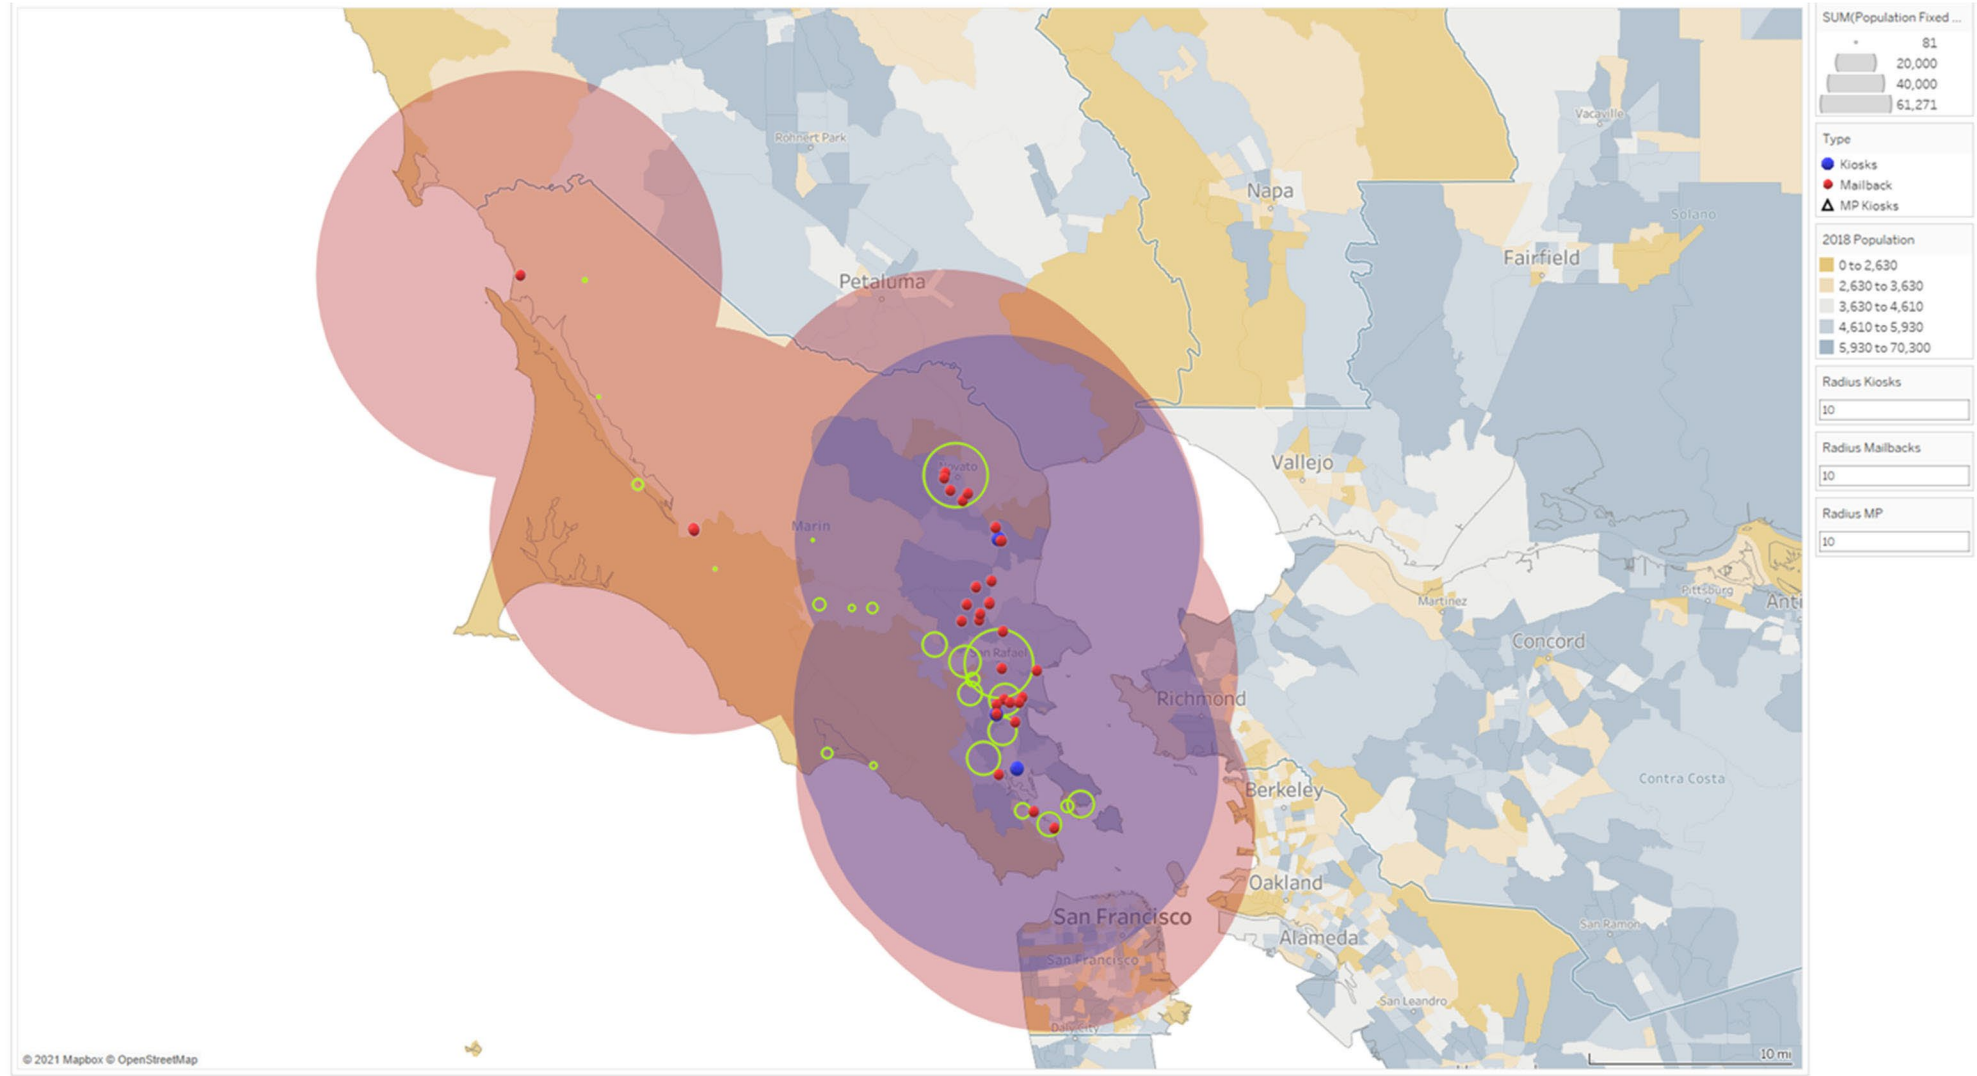 SUM(Population Fixed ...
81
20,000
40,000
61,271
Type
Kiosks
Mailback
MP Kiosks
2018 Population
0 to 2,630
2,630 to 3,630
3,630 to 4,610
4,610 to 5,930
5,930 to 70,300
Radius Kiosks
10
Radius Mailbacks
10
Radius MP
10
Rohnert Park
Vacaville
Napa
Solano
Petaluma
Fairfield
Novato
Vallejo
Marin
Pittsburg
Martinez
Anti
Concord
San Rafael
Richmond
Contra Costa
Berkeley
Oakland
San Francisco
San Ramon
Alameda
San Francisco
San Leandro
Daly City
© 2021 Mapbox © OpenStreetMap
10 mi